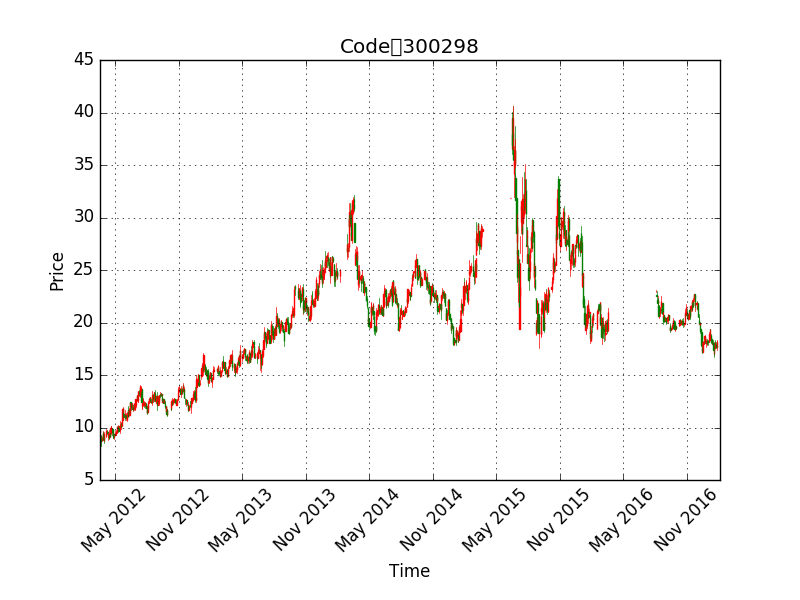 Code▯300298
45
40
35
30
25
20
15
10
5
Price
May 2012
Nov 2012
May 2013
Nov 2013
May 2014
Nov 2014
May 2015
Nov 2015
May 2016
Nov 2016
Time